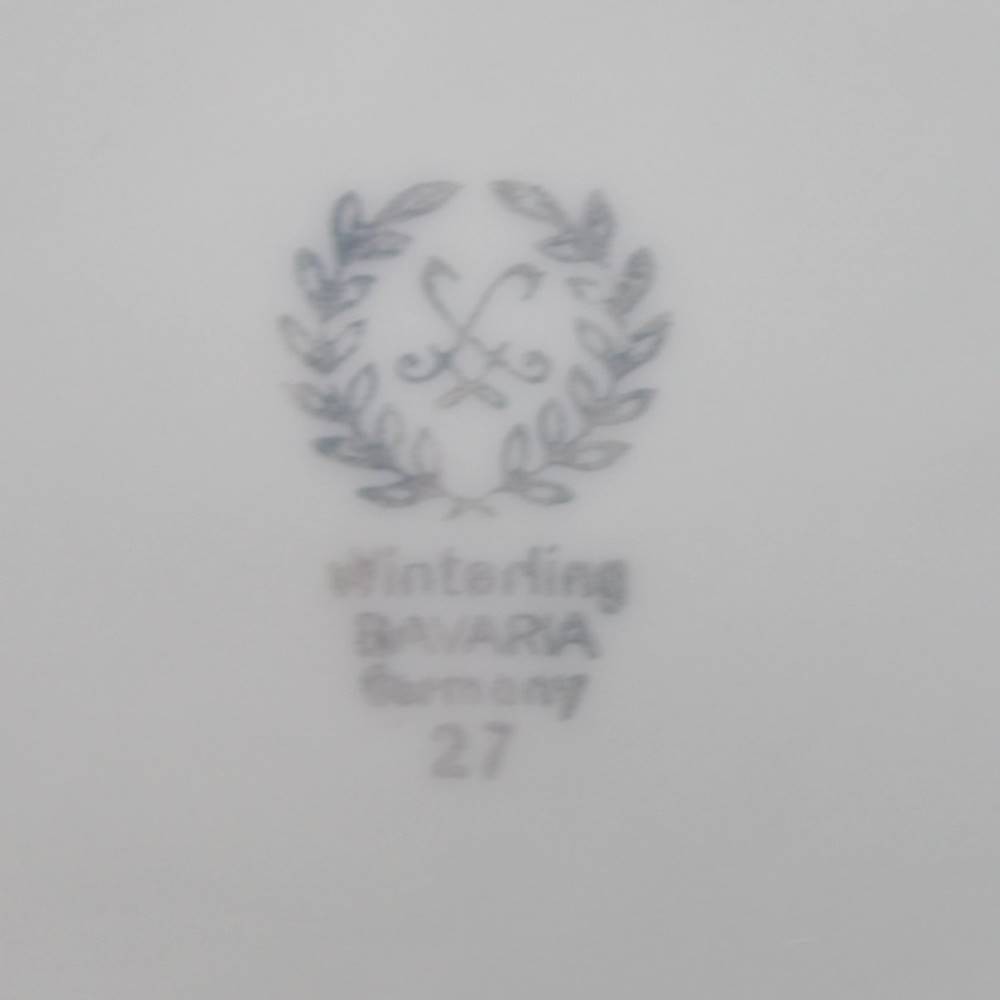 Winterling
BAVARIA
Germany
27